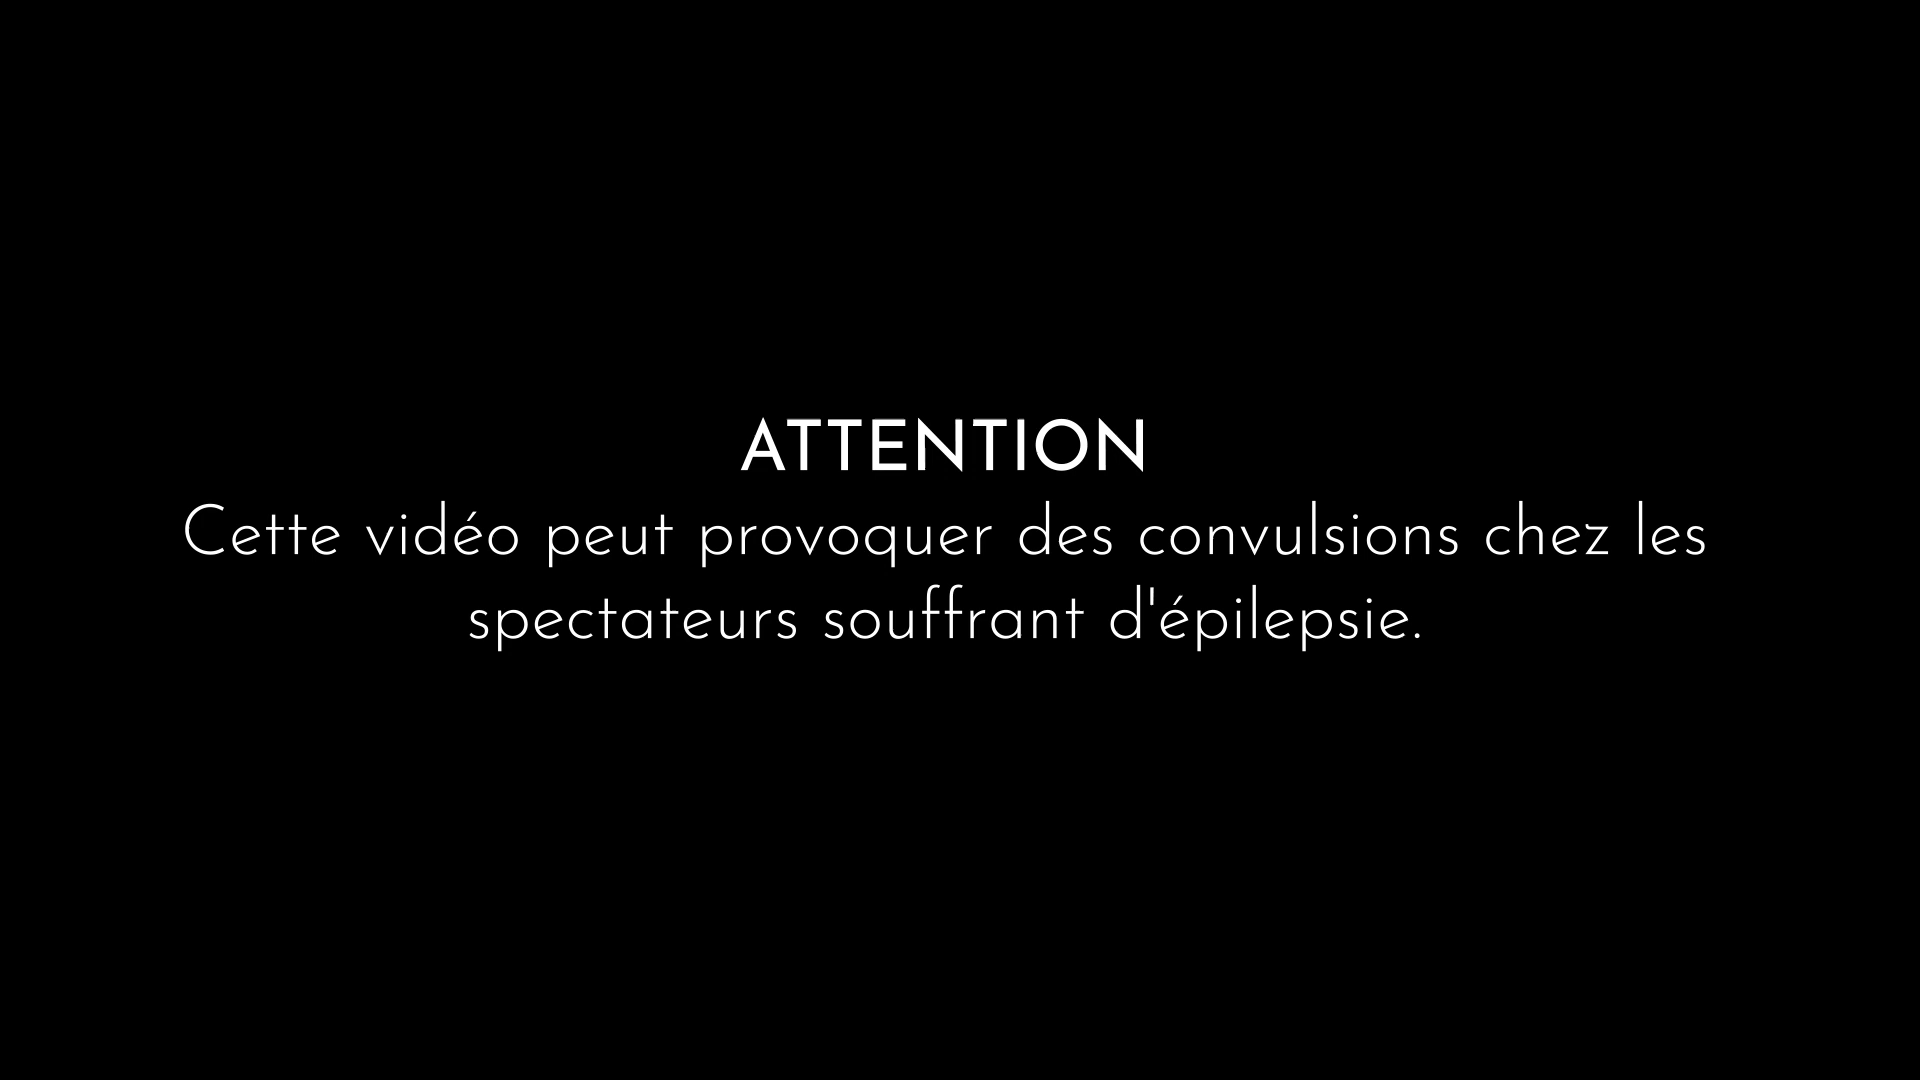 ATTENTION
Cette vidéo peut provoquer des convulsions chez les
spectateurs souffrant d'épilepsie.